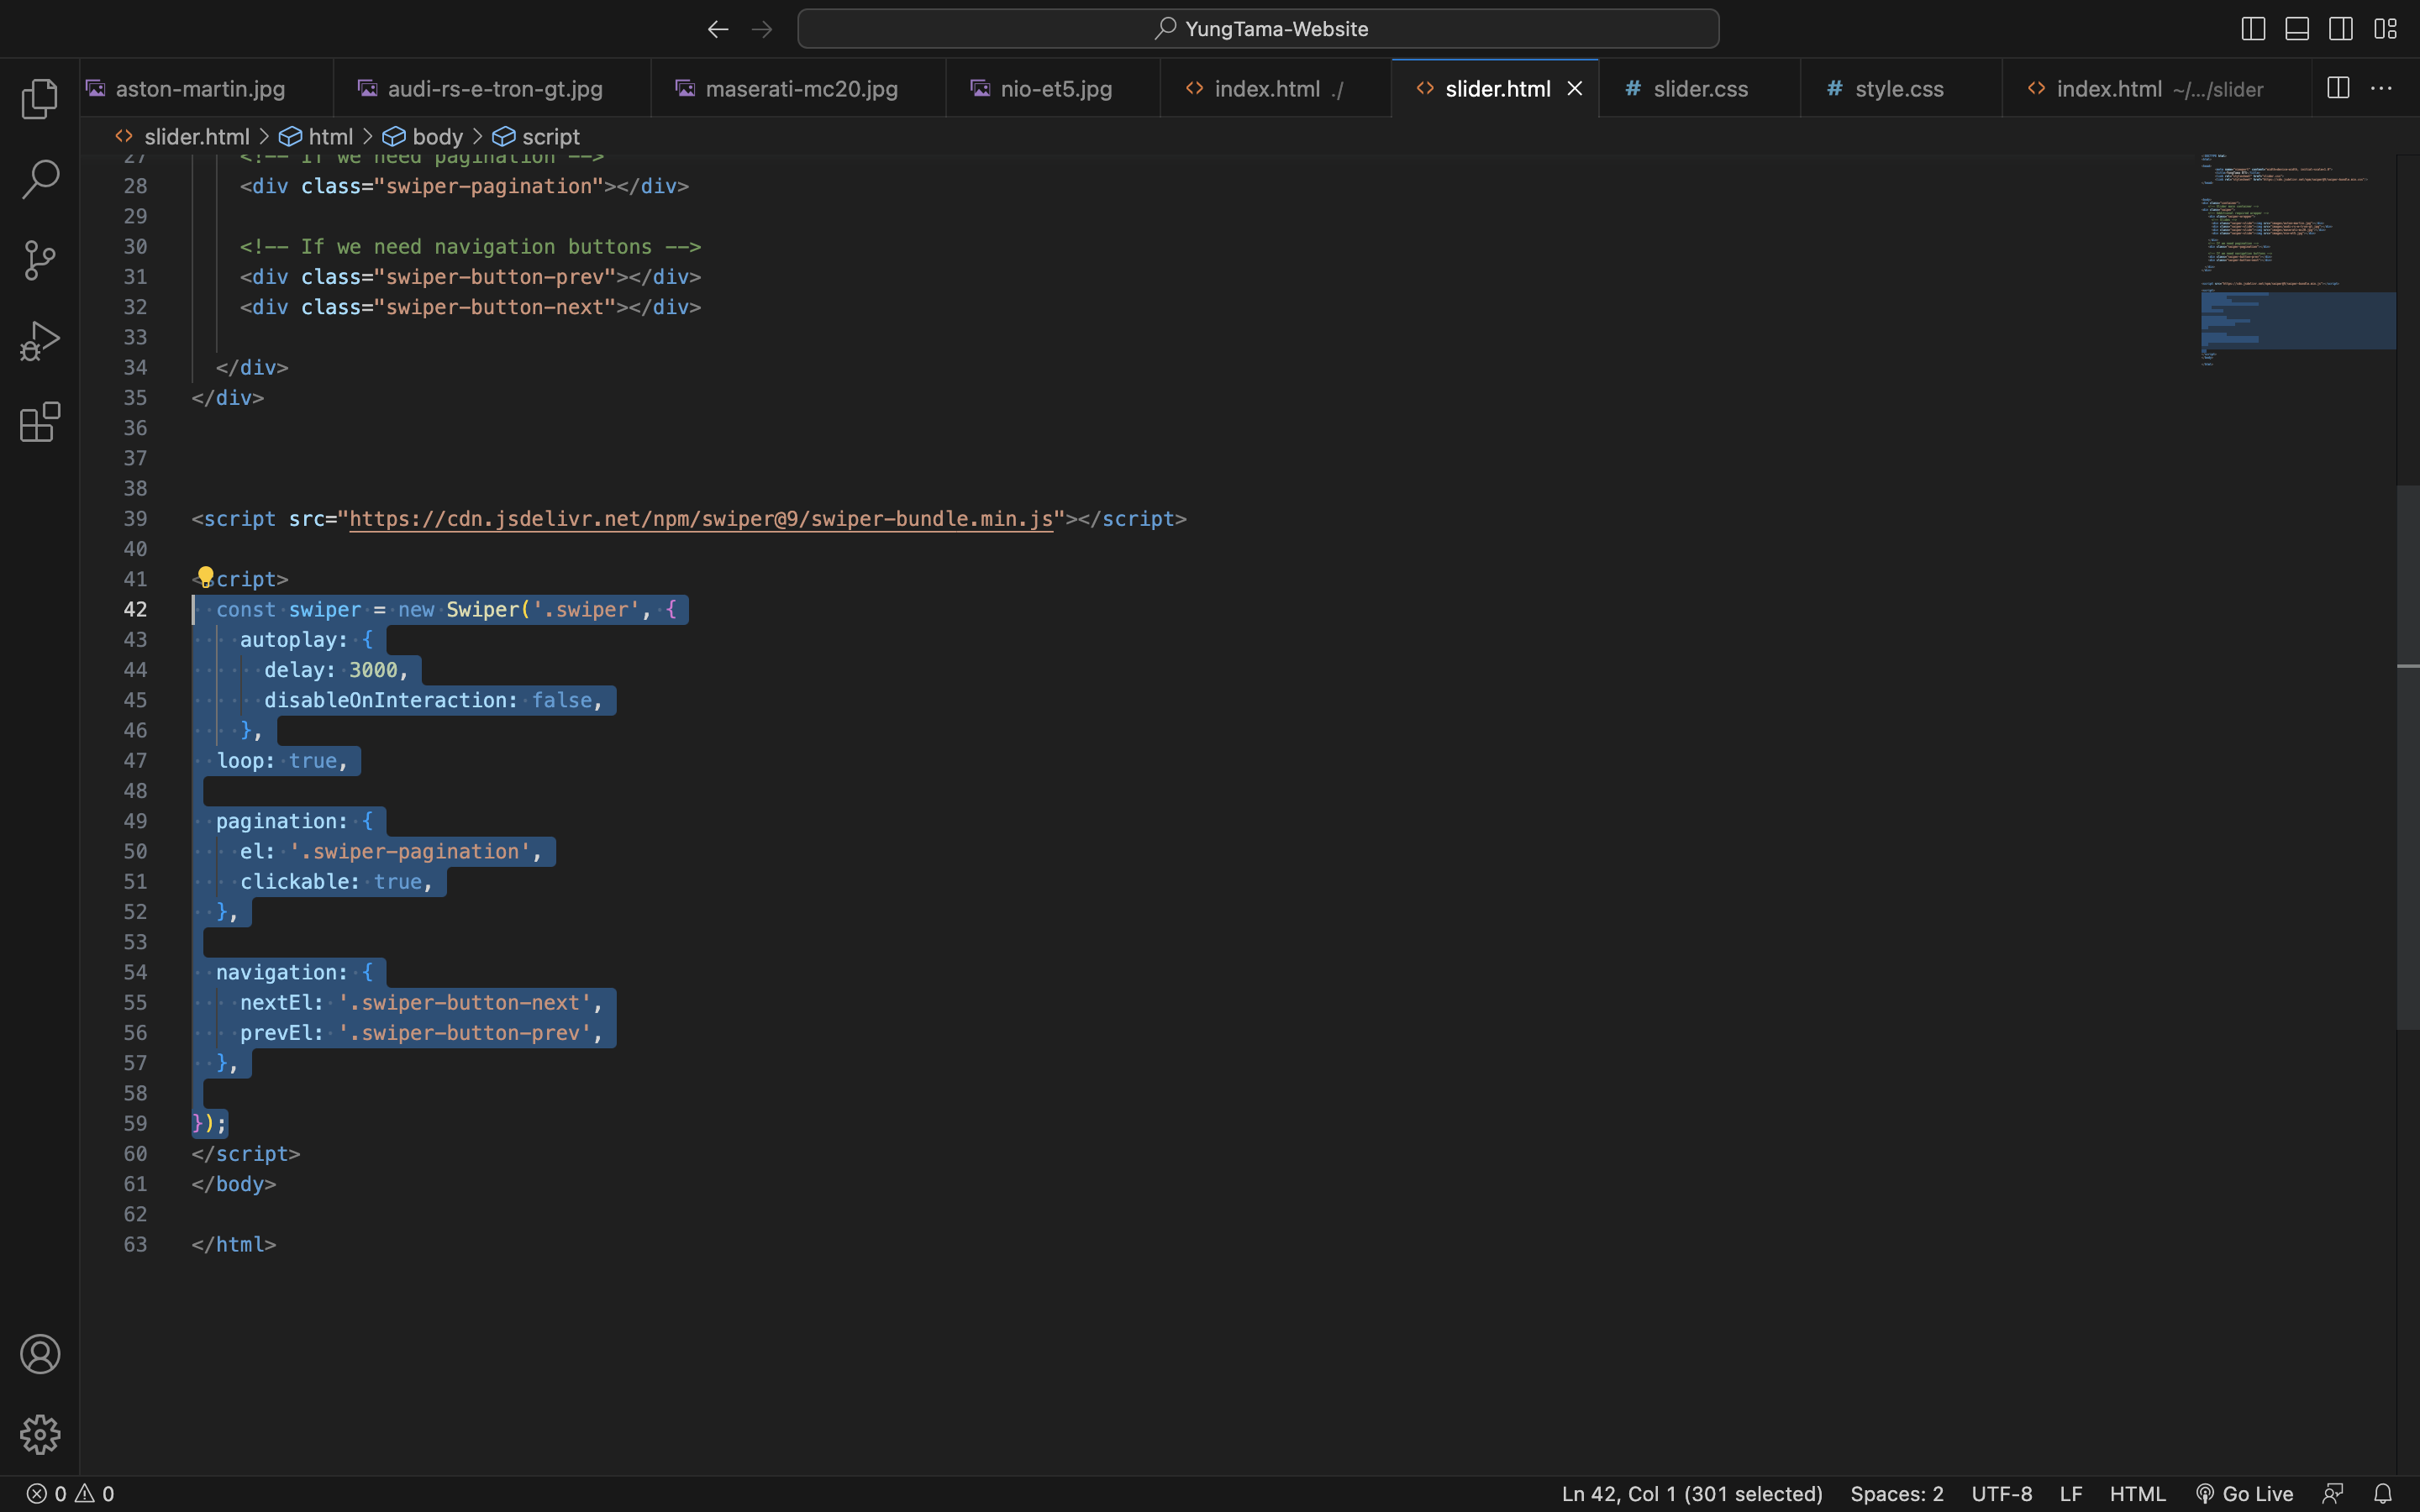 YungTama-Website
aston-martin.jpg
audi-rs-e-tron-gt.jpg
maserati-mc20.jpg
nio-et5.jpg
index.html ./
slider.html
slider.css
style.css
index.html ~/.../slider
slider.html > html > body > script
27 <!-- If we need pagination -->
28 <div class="swiper-pagination"></div>
29
30 <!-- If we need navigation buttons -->
31 <div class="swiper-button-prev"></div>
32 <div class="swiper-button-next"></div>
33
34 </div>
35 </div>
36
37
38
39 <script src="https://cdn.jsdelivr.net/npm/swiper@9/swiper-bundle.min.js"></script>
40
41 <script>
42 const swiper = new Swiper('.swiper', {
43 autoplay: {
44 delay: 3000,
45 disableOnInteraction: false,
46 },
47 loop: true,
48
49 pagination: {
50 el: '.swiper-pagination',
51 clickable: true,
52 },
53
54 navigation: {
55 nextEl: '.swiper-button-next',
56 prevEl: '.swiper-button-prev',
57 },
58
59 });
60 </script>
61 </body>
62
63 </html>
0 0
Ln 42, Col 1 (301 selected)
Spaces: 2
UTF-8
LF
HTML
Go Live